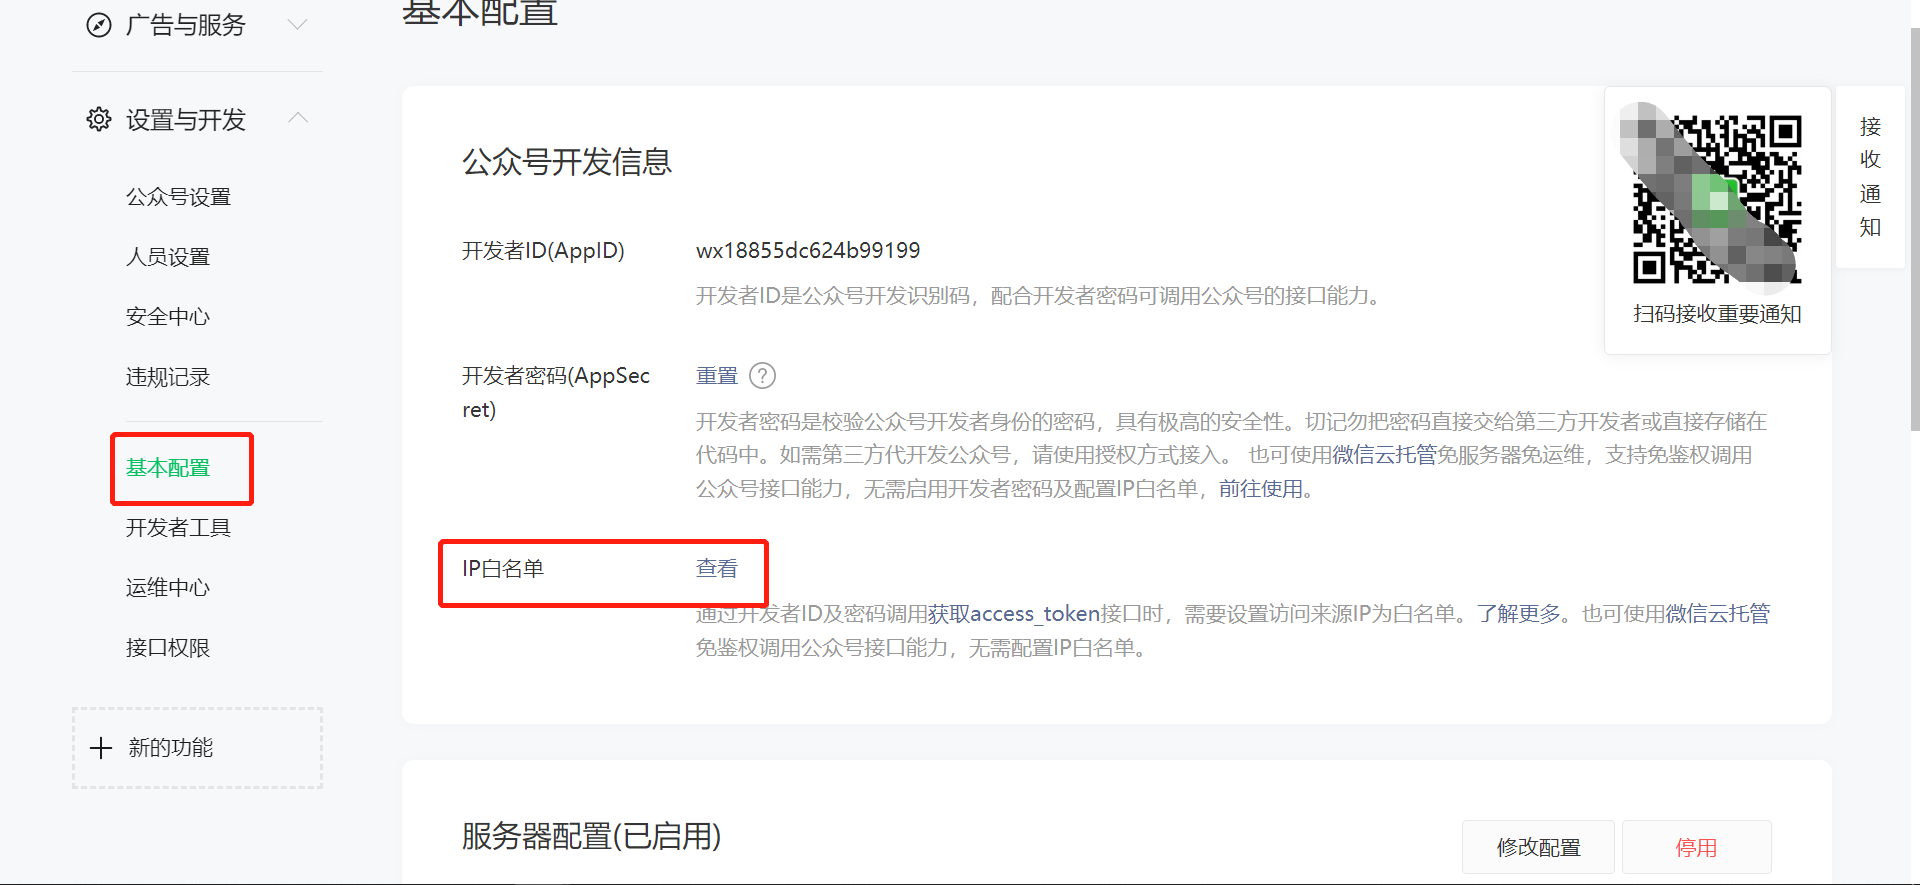 基本配置
广告与服务
设置与开发
公众号设置
人员设置
安全中心
违规记录
基本配置
开发者工具
运维中心
接口权限
新的功能
公众号开发信息
开发者ID(AppID)
wx18855dc624b99199
开发者ID是公众号开发识别码，配合开发者密码可调用公众号的接口能力。
开发者密码(AppSec
ret)
重置 ?
开发者密码是校验公众号开发者身份的密码，具有极高的安全性。切记勿把密码直接交给第三方开发者或直接存储在
代码中。如需第三方代开发公众号，请使用授权方式接入。 也可使用微信云托管免服务器免运维，支持免鉴权调用
公众号接口能力，无需启用开发者密码及配置IP白名单，前往使用。
IP白名单
查看
通过开发者ID及密码调用获取access_token接口时，需要设置访问来源IP为白名单。了解更多。也可使用微信云托管
免鉴权调用公众号接口能力，无需配置IP白名单。
扫码接收重要通知
接
收
通
知
服务器配置(已启用)
修改配置
停用